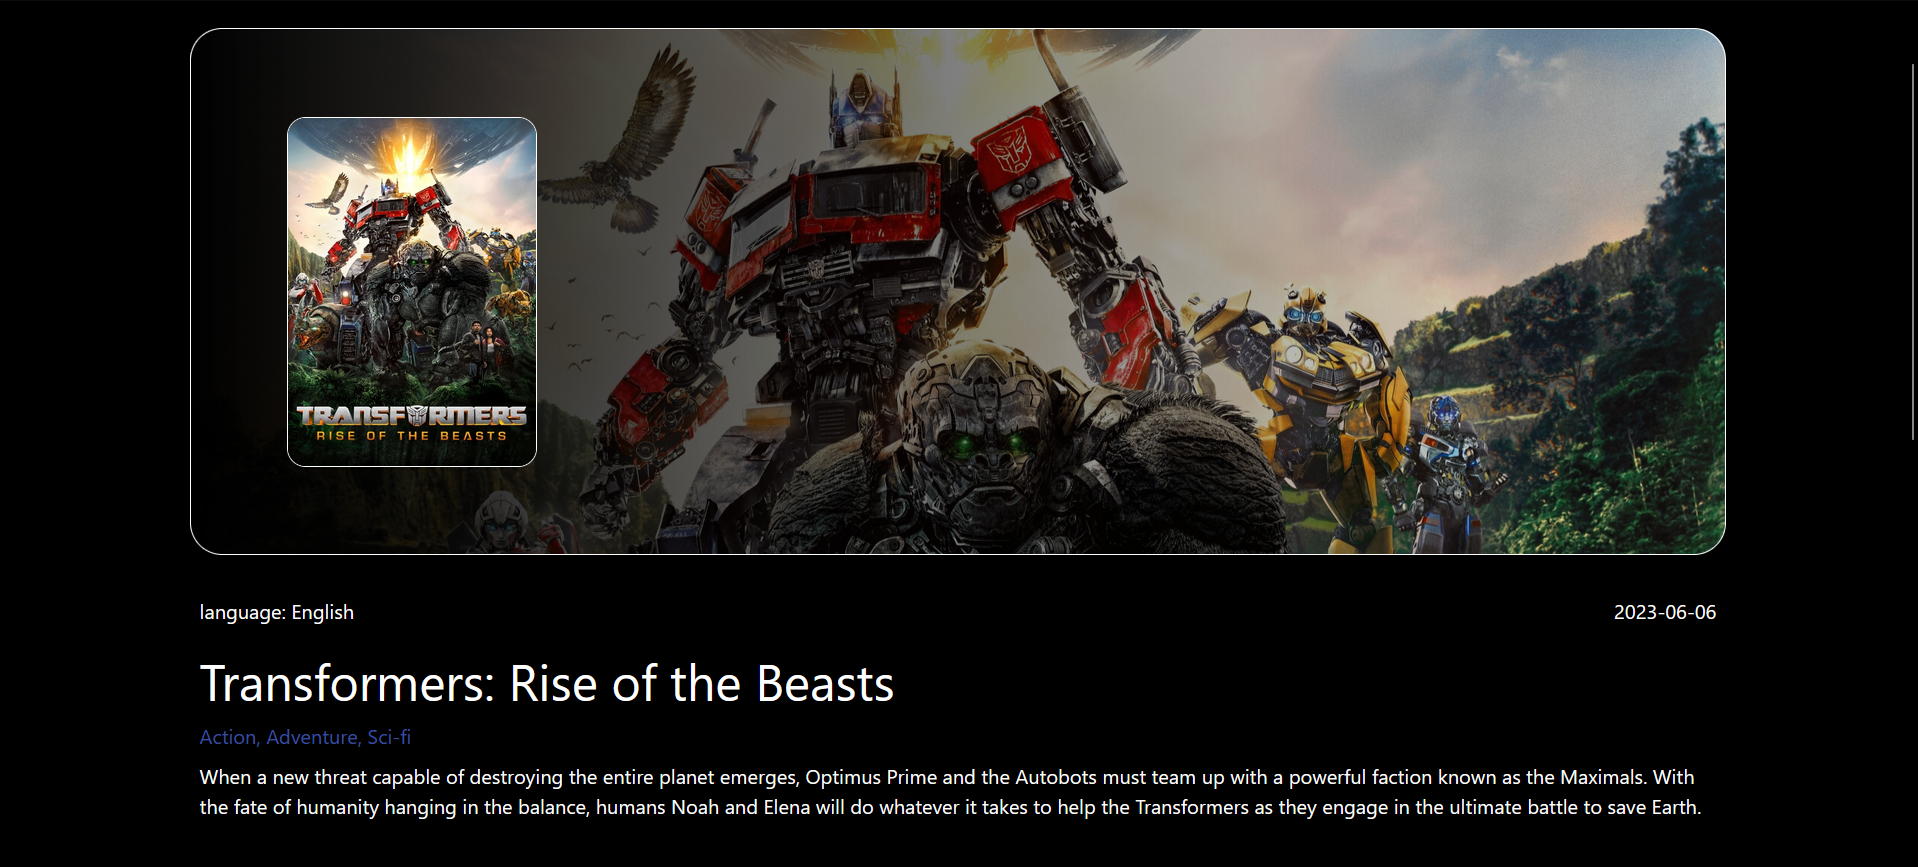 TRANSFORMERS
RISE OF THE BEASTS
language: English
2023-06-06
Transformers: Rise of the Beasts
Action, Adventure, Sci-fi
When a new threat capable of destroying the entire planet emerges, Optimus Prime and the Autobots must team up with a powerful faction known as the Maximals. With
the fate of humanity hanging in the balance, humans Noah and Elena will do whatever it takes to help the Transformers as they engage in the ultimate battle to save Earth.